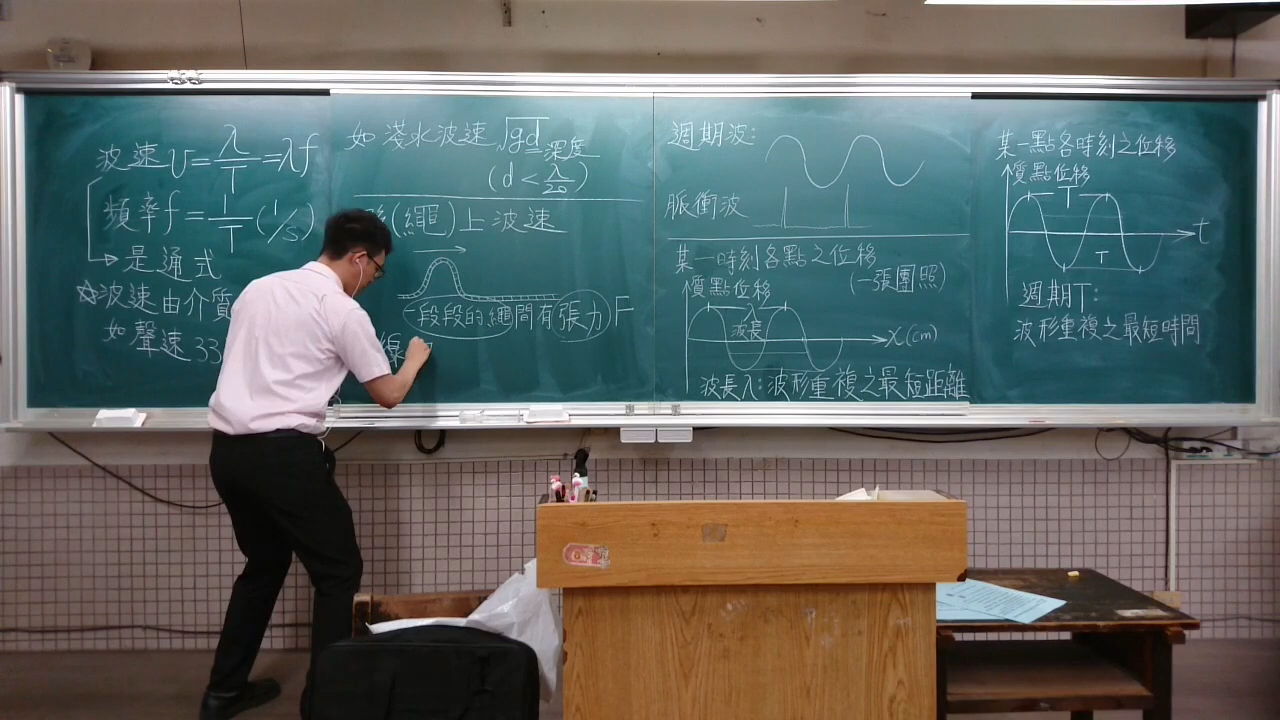 波速 v = λ/T = λf
頻率 f = 1/T (1/s)
是通式
☆波速由介質
如 聲速 33
如 淺水波速 √gd
深度
(d < λ/20)
(繩)上波速
一段段的繩間有張力 F
線
週期波:
脈衝波
某一時刻各點之位移
(一張團照)
質點位移
λ
波長
x(cm)
波長λ:波形重複之最短距離
某一點各時刻之位移
質點位移
T
t
T
週期T:
波形重複之最短時間